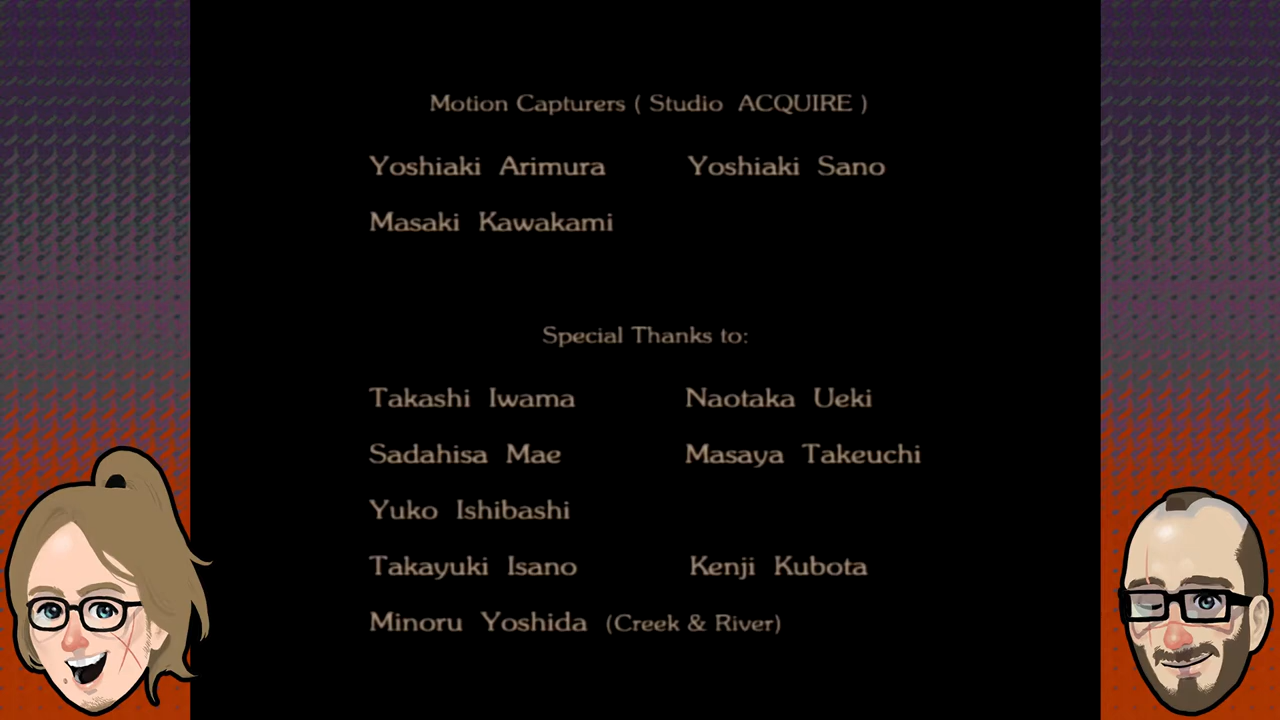 Motion Capturers ( Studio ACQUIRE )
Yoshiaki Arimura Yoshiaki Sano
Masaki Kawakami
Special Thanks to:
Takashi Iwama Naotaka Ueki
Sadahisa Mae Masaya Takeuchi
Yuko Ishibashi
Takayuki Isano Kenji Kubota
Minoru Yoshida (Creek & River)